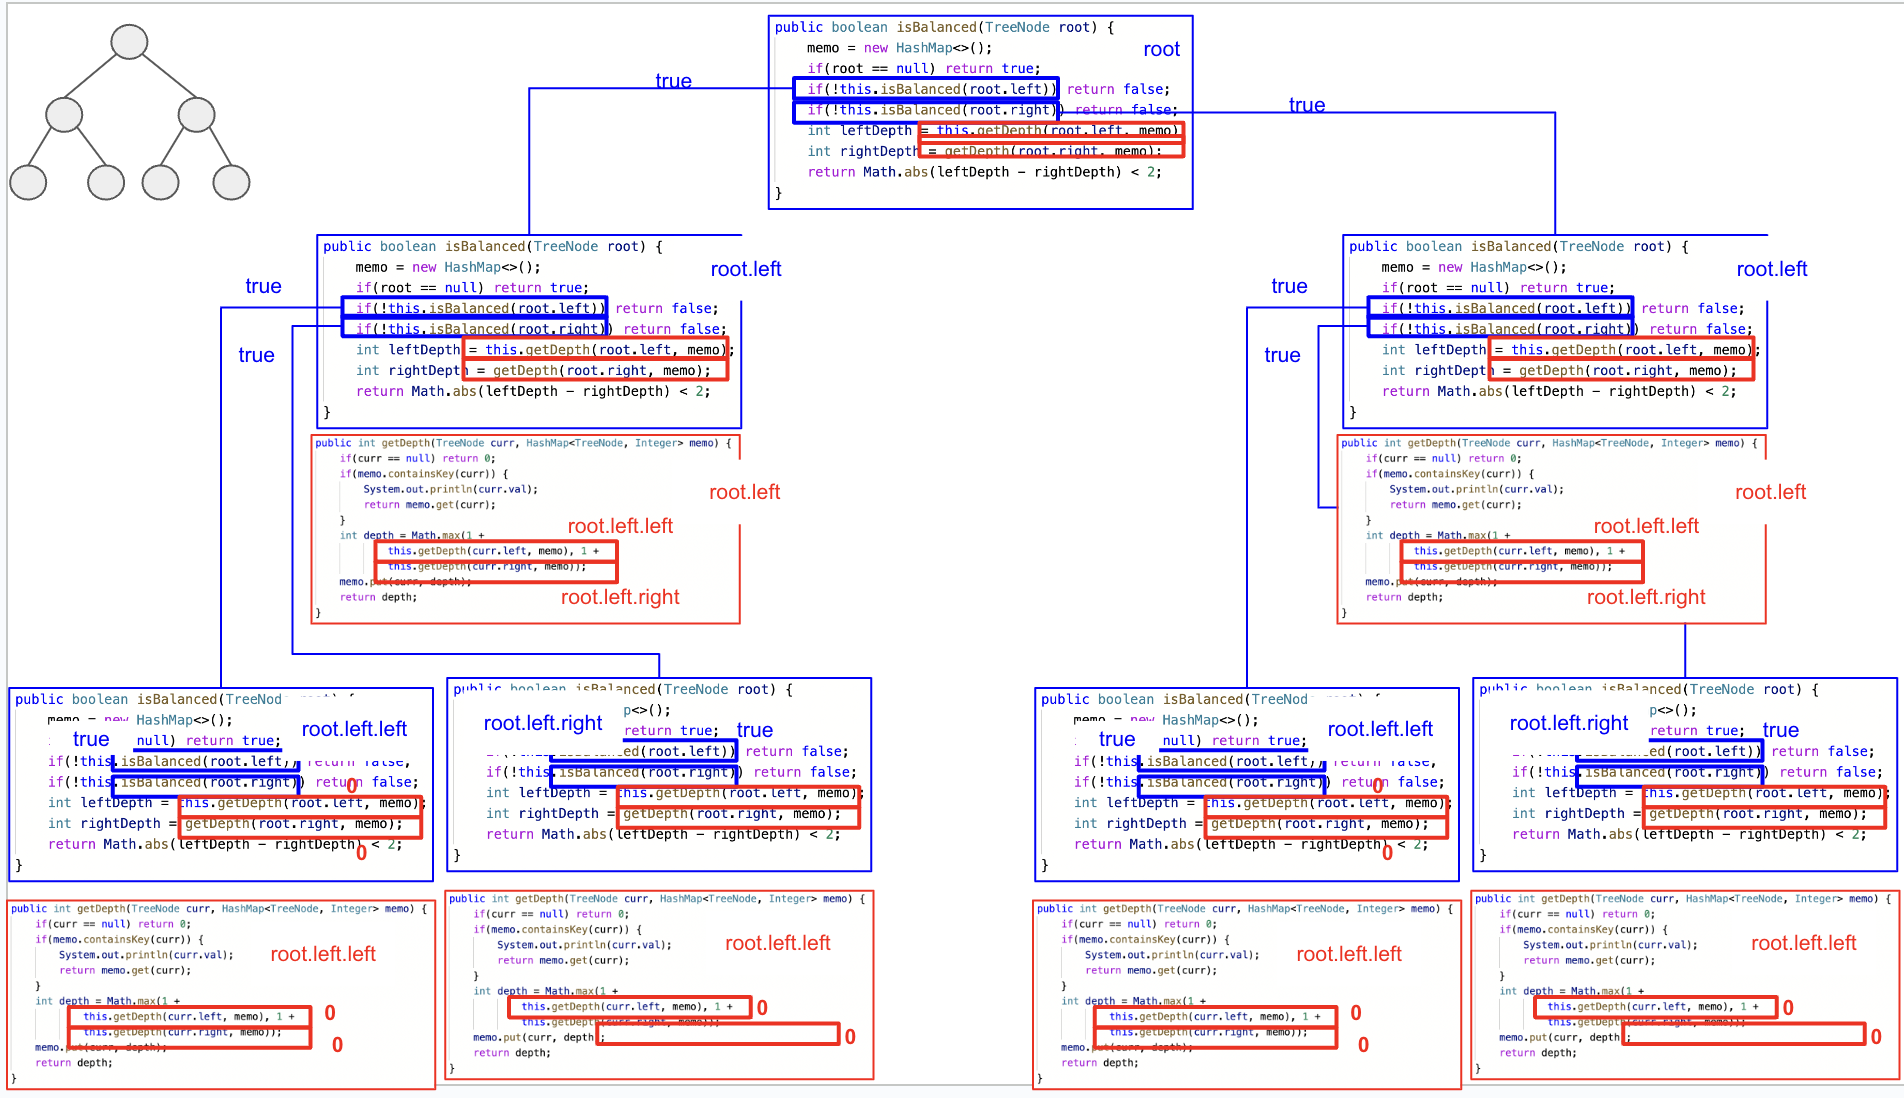 public boolean isBalanced(TreeNode root) {
memo = new HashMap<>();
root
if(root == null) return true;
true
if(!this.isBalanced(root.left)) return false;
if(!this.isBalanced(root.right)) return false;
true
int leftDepth = this.getDepth(root.left, memo)
int rightDepth = getDepth(root.right, memo);
return Math.abs(leftDepth - rightDepth) < 2;
}
public boolean isBalanced(TreeNode root) {
memo = new HashMap<>();
root.left
if(root == null) return true;
true
if(!this.isBalanced(root.left)) return false;
if(!this.isBalanced(root.right)) return false;
true
int leftDepth = this.getDepth(root.left, memo);
int rightDepth = getDepth(root.right, memo);
return Math.abs(leftDepth - rightDepth) < 2;
}
public int getDepth(TreeNode curr, HashMap<TreeNode, Integer> memo) {
if(curr == null) return 0;
if(memo.containsKey(curr)) {
System.out.println(curr.val);
root.left
return memo.get(curr);
}
root.left.left
int depth = Math.max(1 +
this.getDepth(curr.left, memo), 1 +
this.getDepth(curr.right, memo));
memo.put(curr, depth);
return depth;
root.left.right
}
public boolean isBalanced(TreeNode root) {
memo = new HashMap<>();
root.left
if(root == null) return true;
true
if(!this.isBalanced(root.left)) return false;
if(!this.isBalanced(root.right)) return false;
true
int leftDepth = this.getDepth(root.left, memo);
int rightDepth = getDepth(root.right, memo);
return Math.abs(leftDepth - rightDepth) < 2;
}
public int getDepth(TreeNode curr, HashMap<TreeNode, Integer> memo) {
if(curr == null) return 0;
if(memo.containsKey(curr)) {
System.out.println(curr.val);
root.left
return memo.get(curr);
}
root.left.left
int depth = Math.max(1 +
this.getDepth(curr.left, memo), 1 +
this.getDepth(curr.right, memo));
memo.put(curr, depth);
return depth;
root.left.right
}
public boolean isBalanced(TreeNod
memo = new HashMap<>();
root.left.left
true
null) return true;
if(!this.isBalanced(root.left)) return false;
if(!this.isBalanced(root.right)) return false;
0
int leftDepth = this.getDepth(root.left, memo);
int rightDepth = getDepth(root.right, memo);
return Math.abs(leftDepth - rightDepth) < 2;
0
}
public boolean isBalanced(TreeNode root) {
p<>();
root.left.right
return true;
true
ed(root.left)) return false;
if(!this.isBalanced(root.right)) return false;
int leftDepth = this.getDepth(root.left, memo);
int rightDepth = getDepth(root.right, memo);
return Math.abs(leftDepth - rightDepth) < 2;
}
public boolean isBalanced(TreeNod
memo = new HashMap<>();
root.left.left
true
null) return true;
if(!this.isBalanced(root.left)) return false;
if(!this.isBalanced(root.right)) return false;
0
int leftDepth = this.getDepth(root.left, memo);
int rightDepth = getDepth(root.right, memo);
return Math.abs(leftDepth - rightDepth) < 2;
0
}
public boolean isBalanced(TreeNode root) {
p<>();
root.left.right
return true;
true
ed(root.left)) return false;
if(!this.isBalanced(root.right)) return false;
int leftDepth = this.getDepth(root.left, memo);
int rightDepth = getDepth(root.right, memo);
return Math.abs(leftDepth - rightDepth) < 2;
}
public int getDepth(TreeNode curr, HashMap<TreeNode, Integer> memo) {
if(curr == null) return 0;
if(memo.containsKey(curr)) {
System.out.println(curr.val);
root.left.left
return memo.get(curr);
}
int depth = Math.max(1 +
this.getDepth(curr.left, memo), 1 +
0
this.getDepth(curr.right, memo));
0
memo.put(curr, depth);
return depth;
}
public int getDepth(TreeNode curr, HashMap<TreeNode, Integer> memo) {
if(curr == null) return 0;
if(memo.containsKey(curr)) {
System.out.println(curr.val);
root.left.left
return memo.get(curr);
}
int depth = Math.max(1 +
this.getDepth(curr.left, memo), 1 +
0
this.getDepth(curr.right, memo));
memo.put(curr, depth);
0
return depth;
}
public int getDepth(TreeNode curr, HashMap<TreeNode, Integer> memo) {
if(curr == null) return 0;
if(memo.containsKey(curr)) {
System.out.println(curr.val);
root.left.left
return memo.get(curr);
}
int depth = Math.max(1 +
this.getDepth(curr.left, memo), 1 +
0
this.getDepth(curr.right, memo));
0
memo.put(curr, depth);
return depth;
}
public int getDepth(TreeNode curr, HashMap<TreeNode, Integer> memo) {
if(curr == null) return 0;
if(memo.containsKey(curr)) {
System.out.println(curr.val);
root.left.left
return memo.get(curr);
}
int depth = Math.max(1 +
this.getDepth(curr.left, memo), 1 +
0
this.getDepth(curr.right, memo));
memo.put(curr, depth);
0
return depth;
}